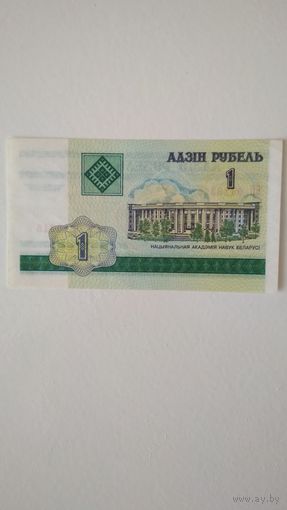 АДЗІН РУБЕЛЬ
1
НАЦЫЯНАЛЬНАЯ АКАДЭМІЯ НАВУК БЕЛАРУСІ
1
www.ay.by